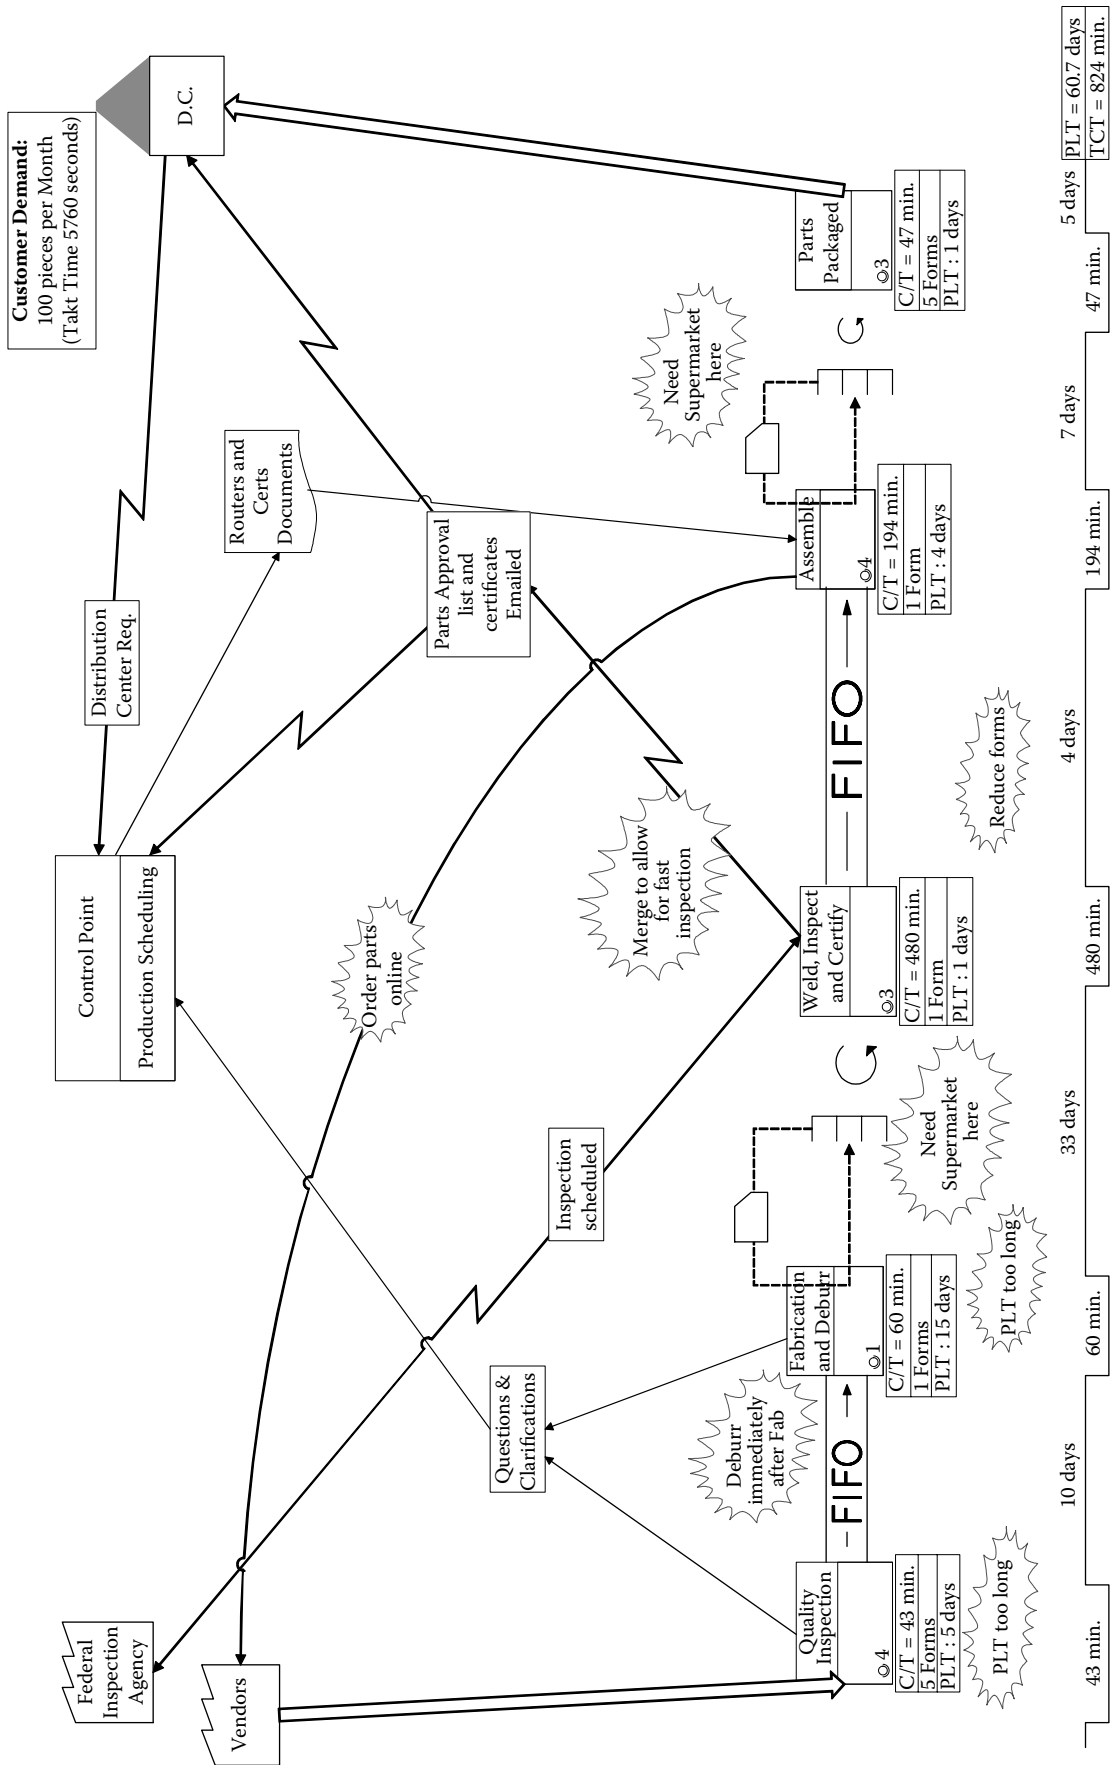 Federal
Inspection
Agency
Vendors
Control Point
Production Scheduling
Distribution
Center Req.
Customer Demand:
100 pieces per Month
(Takt Time 5760 seconds)
D.C.
Routers and
Certs
Documents
Order parts
online
Parts Approval
list and
certificates
Emailed
Questions &
Clarifications
Inspection
scheduled
Merge to allow
for fast
inspection
Need
Supermarket
here
Deburr
immediately
after Fab
Quality
Inspection
4
C/T = 43 min.
5 Forms
PLT : 5 days
FIFO
Fabrication
and Deburr
1
C/T = 60 min.
1 Forms
PLT : 15 days
Weld, Inspect
and Certify
3
C/T = 480 min.
1 Form
PLT : 1 days
FIFO
Assemble
4
C/T = 194 min.
1 Form
PLT : 4 days
Parts
Packaged
3
C/T = 47 min.
5 Forms
PLT : 1 days
PLT too long
PLT too long
Need
Supermarket
here
Reduce forms
43 min.
10 days
60 min.
33 days
480 min.
4 days
194 min.
7 days
47 min.
5 days
PLT = 60.7 days
TCT = 824 min.